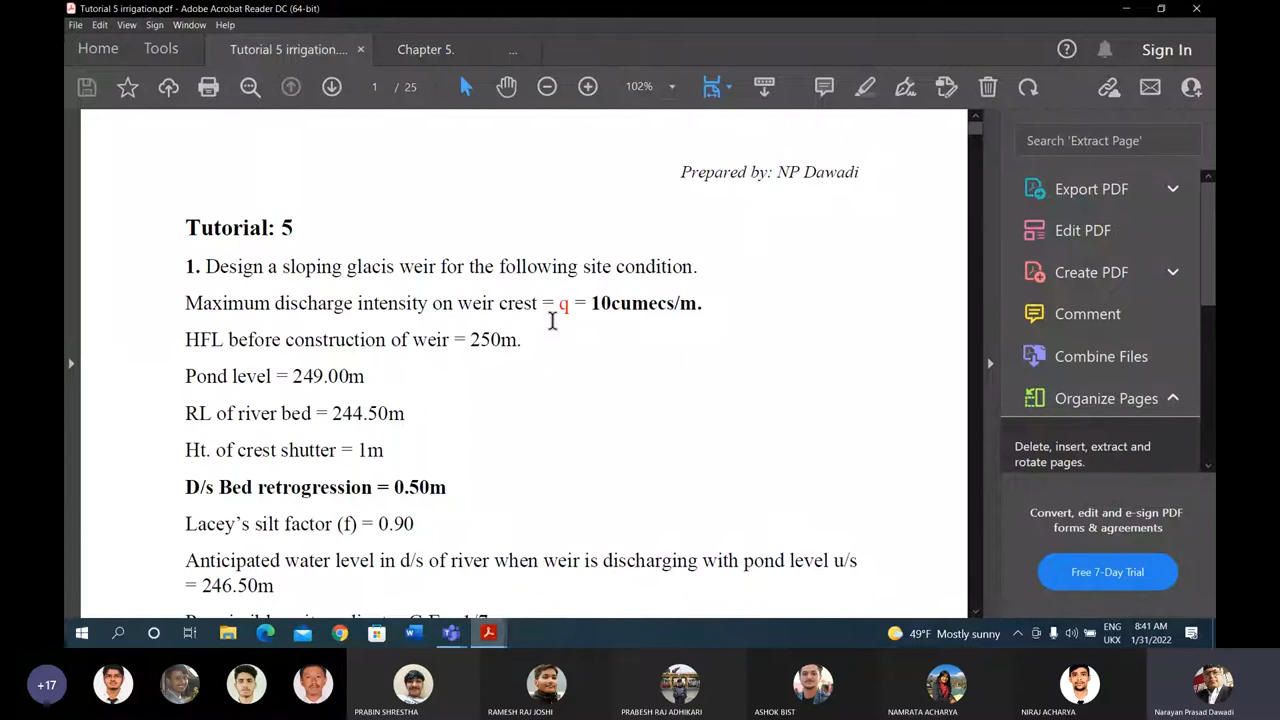 Tutorial 5 irrigation.pdf - Adobe Acrobat Reader DC (64-bit)
File Edit View Sign Window Help
Home Tools Tutorial 5 irrigation.... × Chapter 5. ... Sign In
1 / 25 102%
Prepared by: NP Dawadi
Tutorial: 5
1. Design a sloping glacis weir for the following site condition.
Maximum discharge intensity on weir crest = q = 10cumecs/m.
HFL before construction of weir = 250m.
Pond level = 249.00m
RL of river bed = 244.50m
Ht. of crest shutter = 1m
D/s Bed retrogression = 0.50m
Lacey's silt factor (f) = 0.90
Anticipated water level in d/s of river when weir is discharging with pond level u/s
= 246.50m
Search 'Extract Page'
Export PDF
Edit PDF
Create PDF
Comment
Combine Files
Organize Pages
Delete, insert, extract and
rotate pages.
Convert, edit and e-sign PDF
forms & agreements
Free 7-Day Trial
49°F Mostly sunny
ENG
UKX
8:41 AM
1/31/2022
+17
PRABIN SHRESTHA
RAMESH RAJ JOSHI
PRABESH RAJ ADHIKARI
ASHOK BIST
NAMRATA ACHARYA
NIRAJ ACHARYA
Narayan Prasad Dawadi